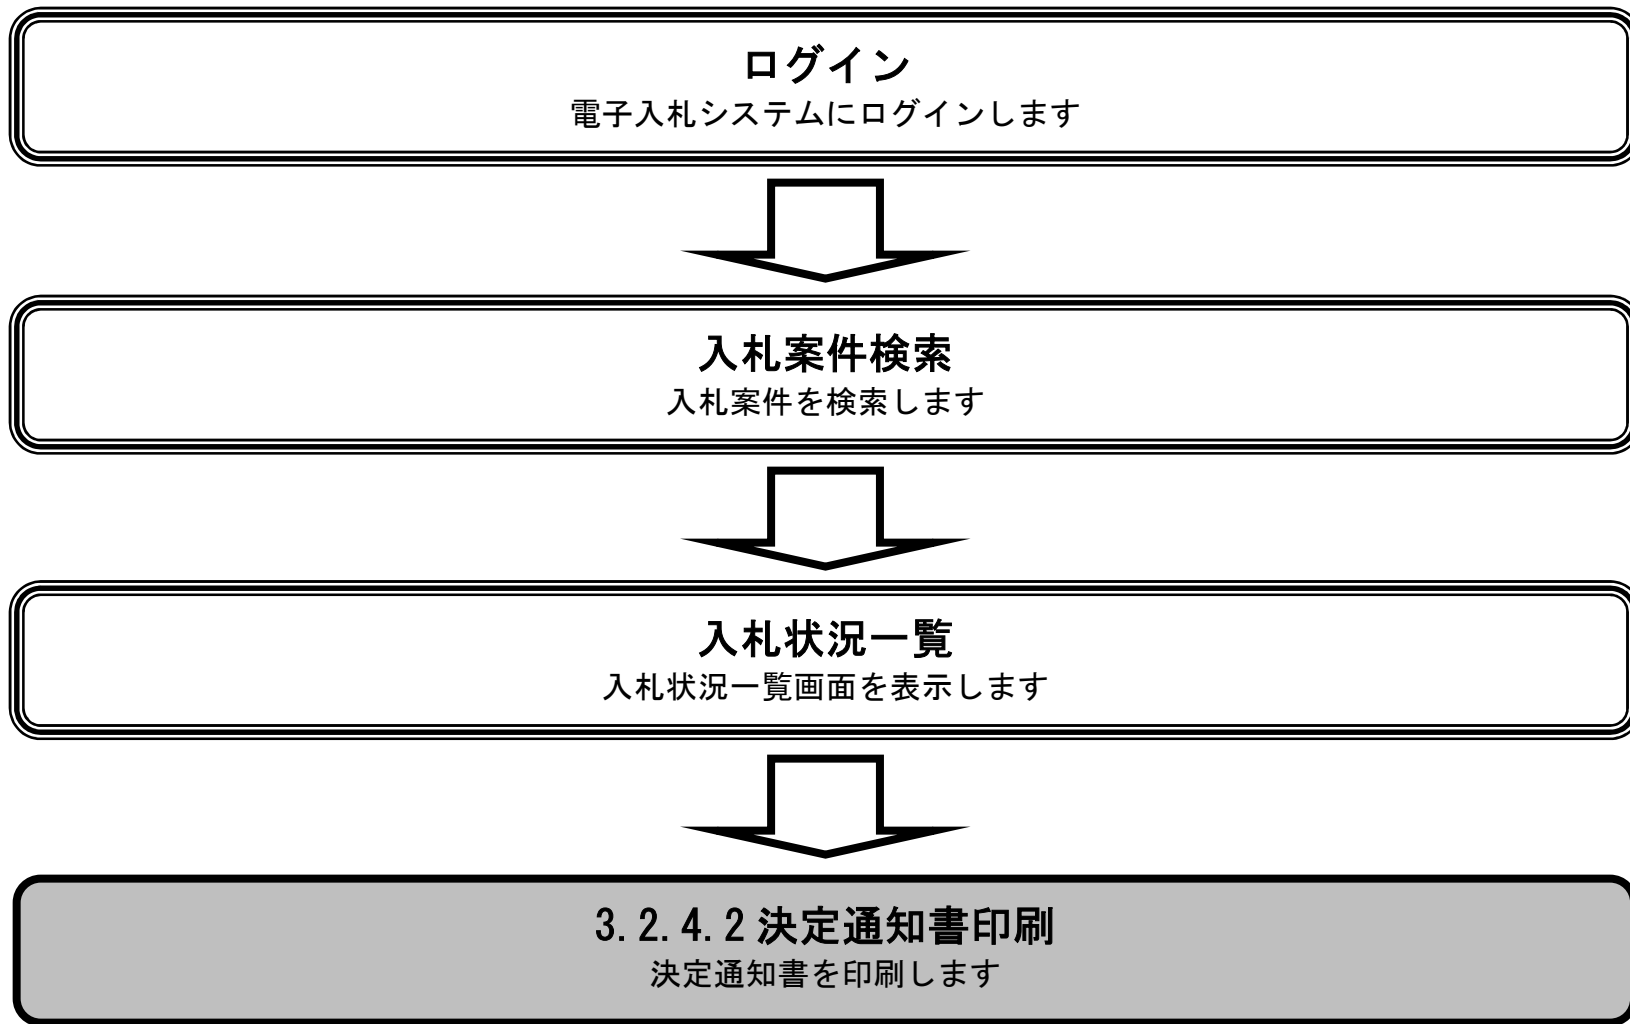 ログイン
電子入札システムにログインします
入札案件検索
入札案件を検索します
入札状況一覧
入札状況一覧画面を表示します
3.2.4.2 決定通知書印刷
決定通知書を印刷します